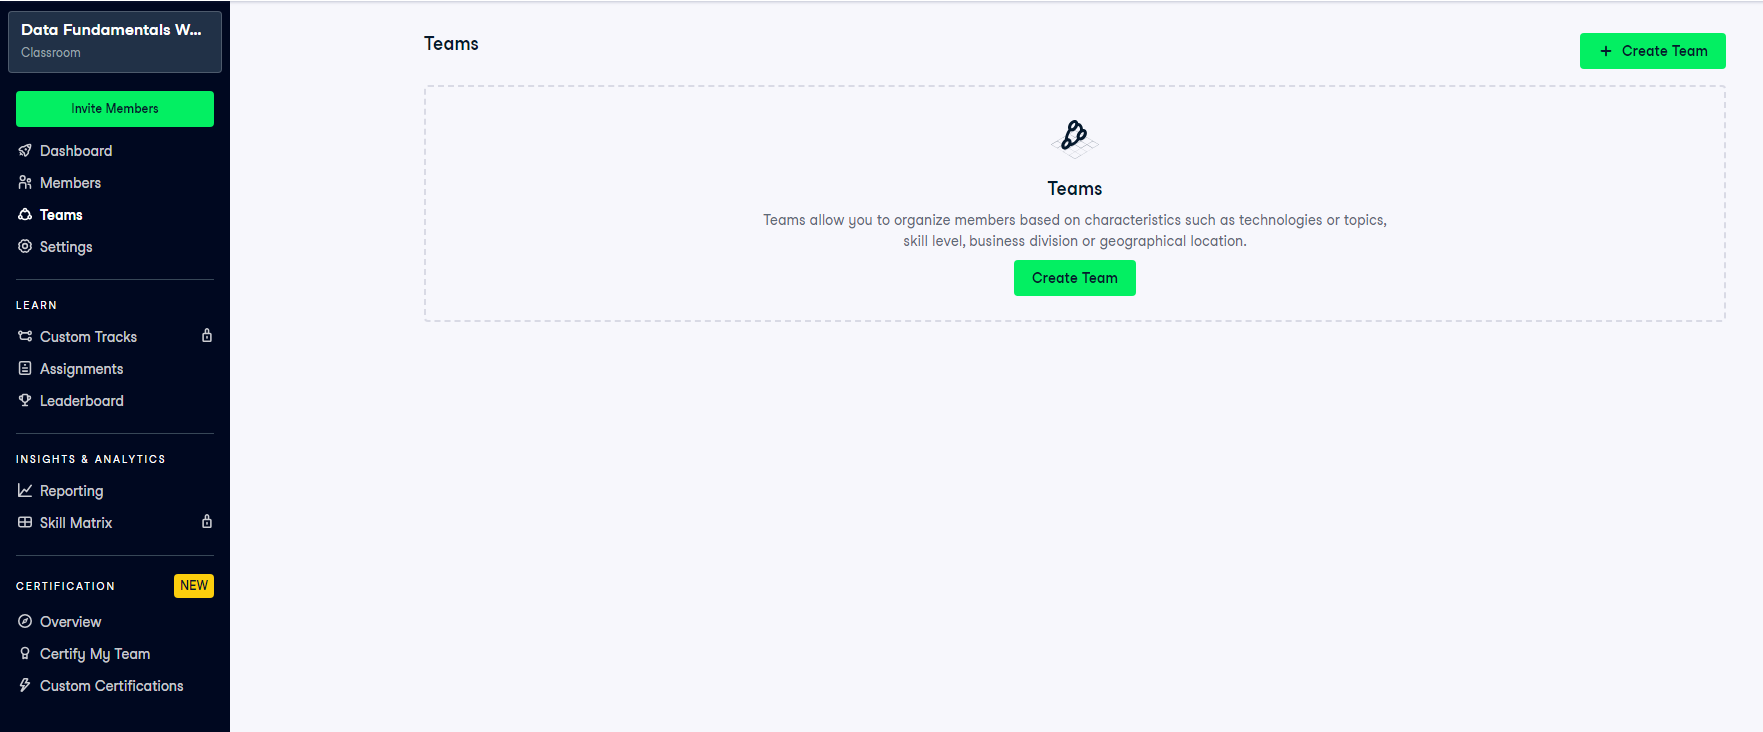 Data Fundamentals W...
Classroom
Invite Members
Dashboard
Members
Teams
Settings
LEARN
Custom Tracks
Assignments
Leaderboard
INSIGHTS & ANALYTICS
Reporting
Skill Matrix
CERTIFICATION NEW
Overview
Certify My Team
Custom Certifications
Teams
+ Create Team
Teams
Teams allow you to organize members based on characteristics such as technologies or topics,
skill level, business division or geographical location.
Create Team